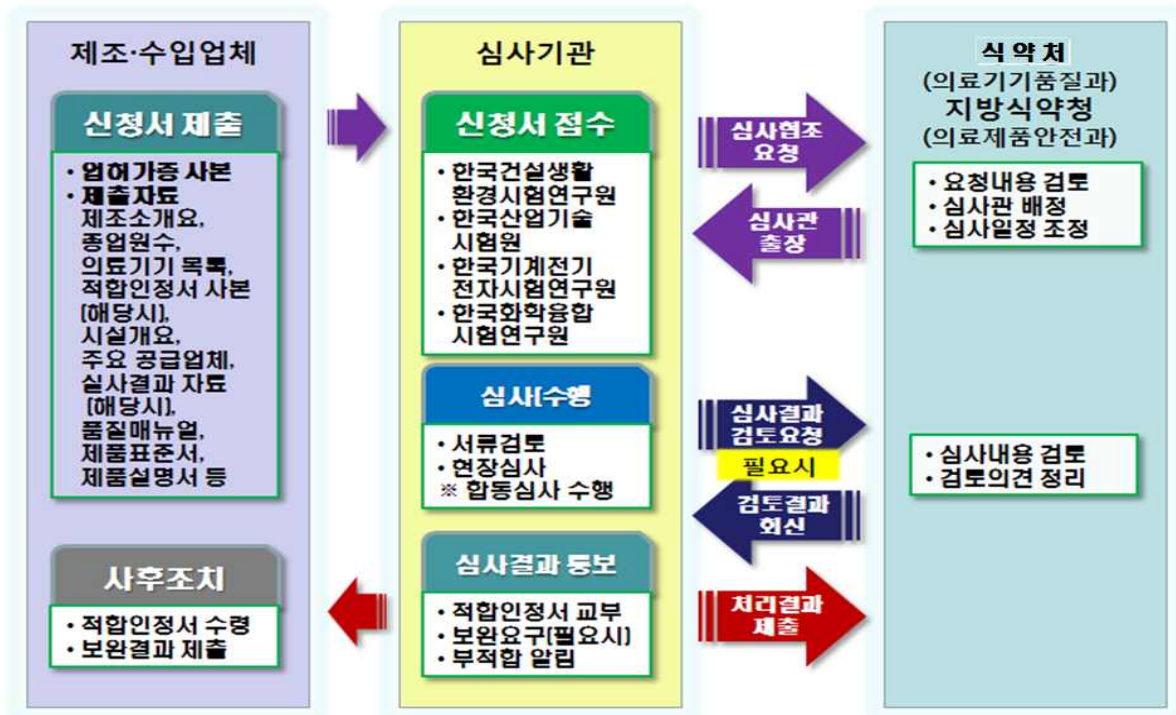 제조·수입업체
신청서 제출
• 업허가증 사본
• 제출자료
제조소개요,
종업원수,
의료기기 목록,
적합인정서 사본
(해당시),
시설개요,
주요 공급업체,
실사결과 자료
(해당시),
품질매뉴얼,
제품표준서,
제품설명서 등
사후조치
• 적합인정서 수령
• 보완결과 제출
심사기관
신청서 접수
• 한국건설생활
환경시험연구원
• 한국산업기술
시험원
• 한국기계전기
전자시험연구원
• 한국화학융합
시험연구원
심사(수행
• 서류검토
• 현장심사
※ 합동심사 수행
심사결과 통보
• 적합인정서 교부
• 보완요구(필요시)
• 부적합 알림
심사협조
요청
심사관
출장
심사결과
검토요청
필요시
검토결과
회신
처리결과
제출
식약처
(의료기기품질과)
지방식약청
(의료제품안전과)
• 요청내용 검토
• 심사관 배정
• 심사일정 조정
• 심사내용 검토
• 검토의견 정리